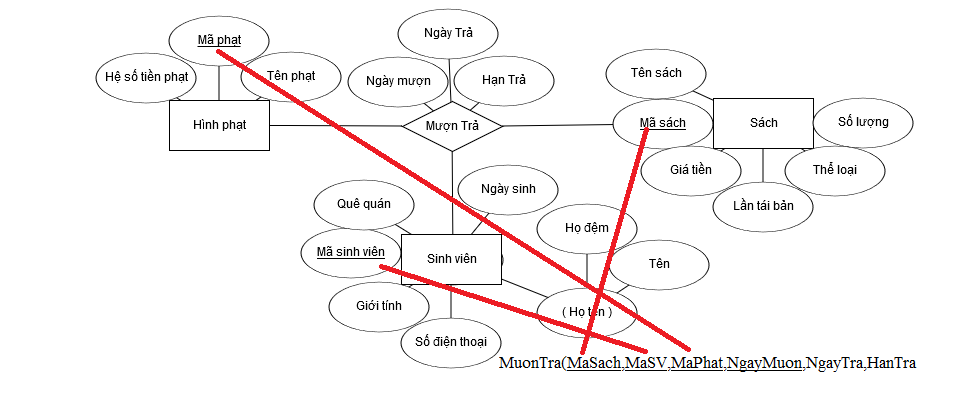 Ngày Trả
Mã phạt
Hệ số tiền phạt
Tên phạt
Ngày mượn
Hạn Trả
Tên sách
Hình phạt
Mượn Trả
Mã sách
Sách
Số lượng
Giá tiền
Thể loại
Lần tái bản
Ngày sinh
Quê quán
Họ đệm
Mã sinh viên
Sinh viên
Tên
Giới tính
( Họ tên )
Số điện thoại
MuonTra(MaSach,MaSV,MaPhat,NgayMuon,NgayTra,HanTra